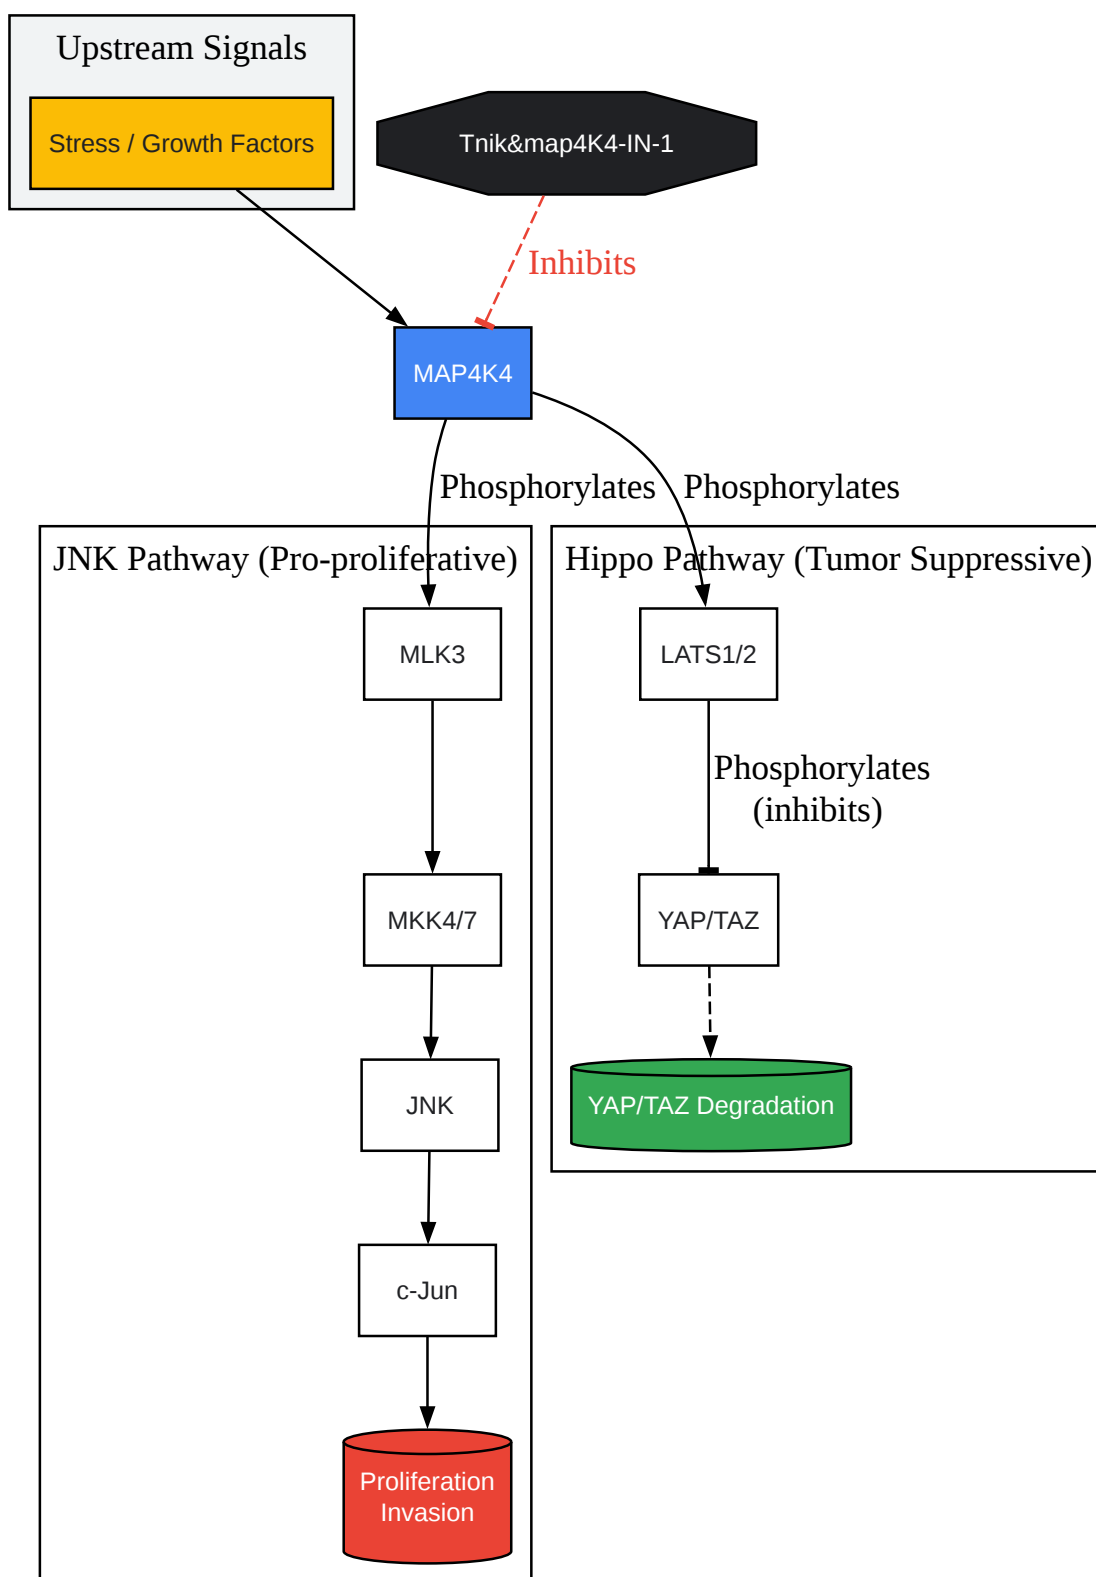 Upstream Signals
Stress / Growth Factors
Tnik&map4K4-IN-1
Inhibits
MAP4K4
Phosphorylates
Phosphorylates
JNK Pathway (Pro-proliferative)
Hippo Pathway (Tumor Suppressive)
MLK3
LATS1/2
Phosphorylates
(inhibits)
MKK4/7
YAP/TAZ
JNK
YAP/TAZ Degradation
c-Jun
Proliferation
Invasion